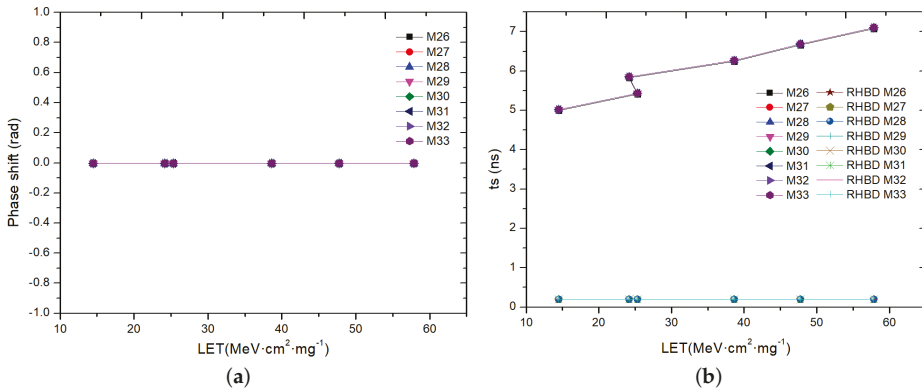 1.0
0.8
0.6
0.4
0.2
0.0
-0.2
-0.4
-0.6
-0.8
-1.0
Phase shift (rad)
M26
M27
M28
M29
M30
M31
M32
M33
10 20 30 40 50 60
LET(MeV·cm²·mg⁻¹)
(a)
7
6
5
4
3
2
1
0
ts (ns)
M26 RHBD M26
M27 RHBD M27
M28 RHBD M28
M29 RHBD M29
M30 RHBD M30
M31 RHBD M31
M32 RHBD M32
M33 RHBD M33
10 20 30 40 50 60
LET(MeV·cm²·mg⁻¹)
(b)